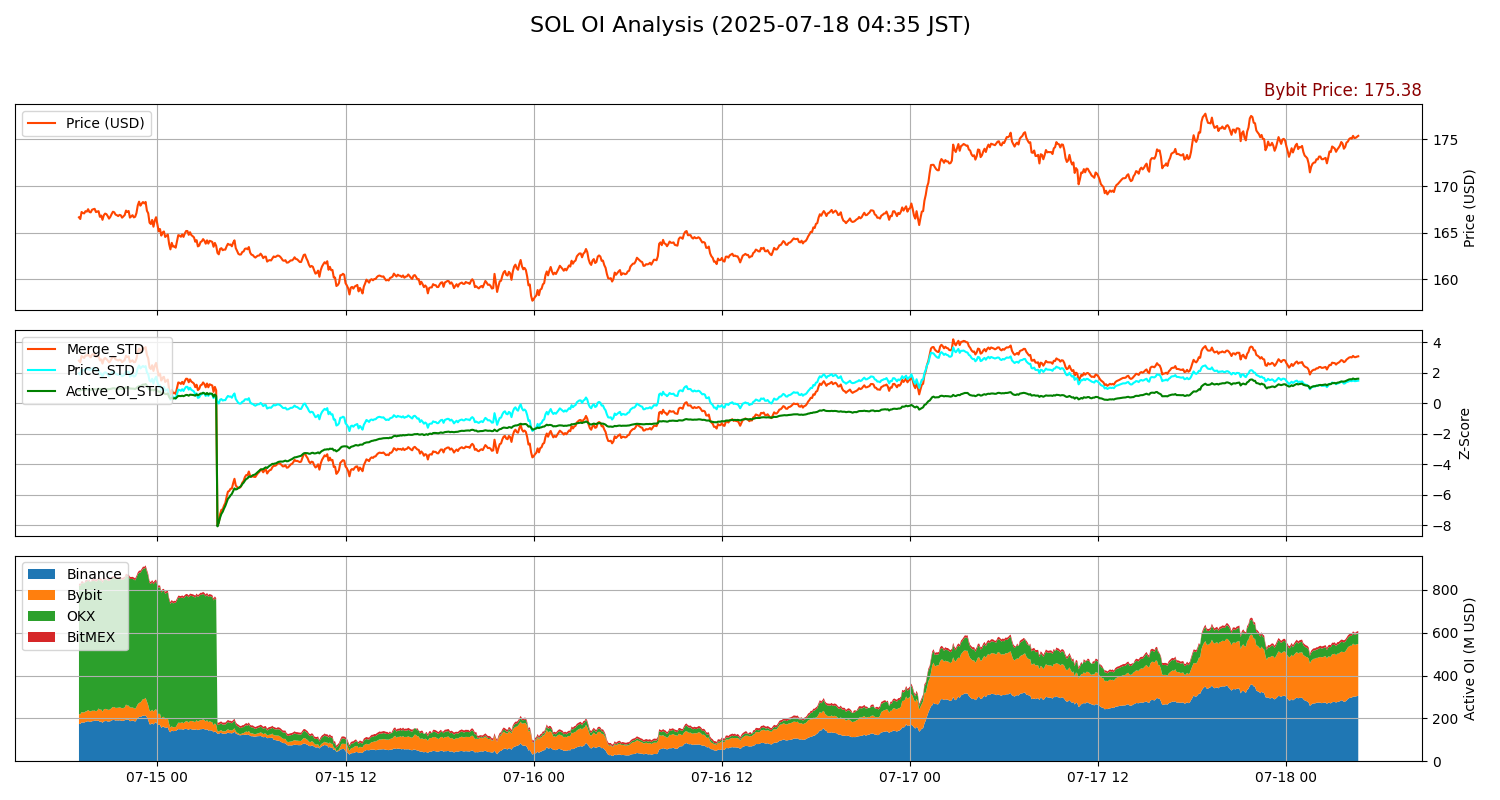 SOL OI Analysis (2025-07-18 04:35 JST)
Bybit Price: 175.38
Price (USD)
175
170
165
160
Price (USD)
Merge_STD
Price_STD
Active_OI_STD
4
2
0
−2
−4
−6
−8
Z-Score
Binance
Bybit
OKX
BitMEX
800
600
400
200
0
Active OI (M USD)
07-15 00
07-15 12
07-16 00
07-16 12
07-17 00
07-17 12
07-18 00